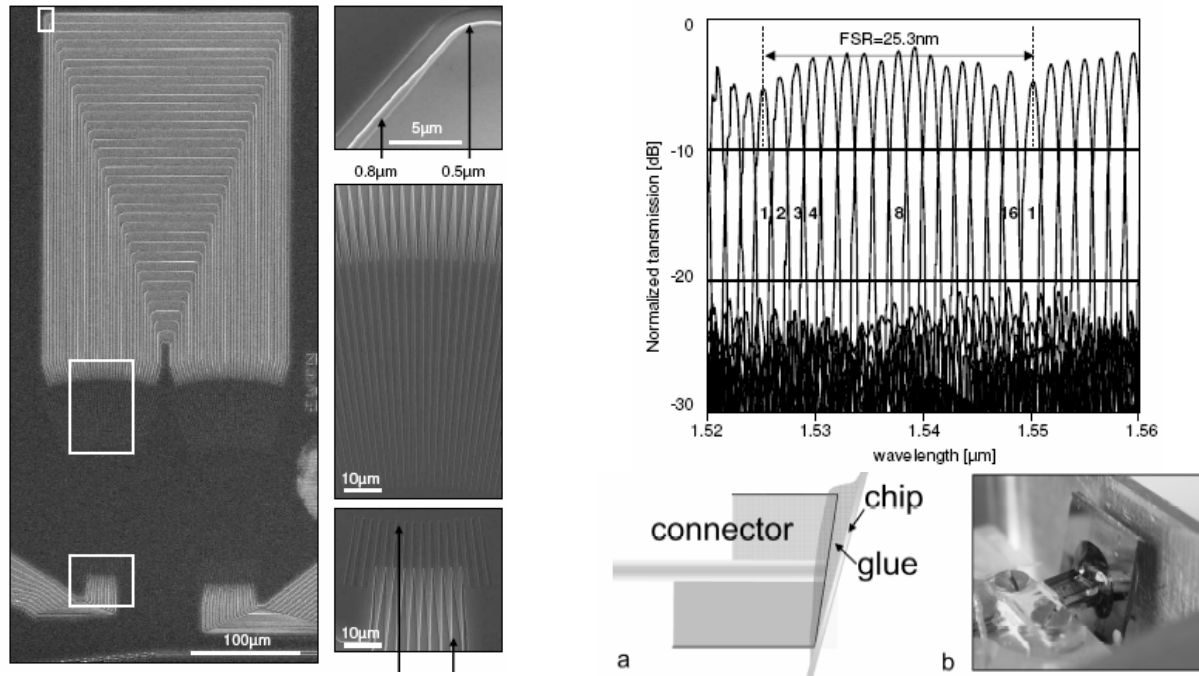 5µm
0.8µm
0.5µm
10µm
10µm
100µm
0
-10
-20
-30
Normalized tansmission [dB]
FSR=25.3nm
1
2
3
4
8
16
1
1.52
1.53
1.54
1.55
1.56
wavelength [µm]
connector
chip
glue
a
b